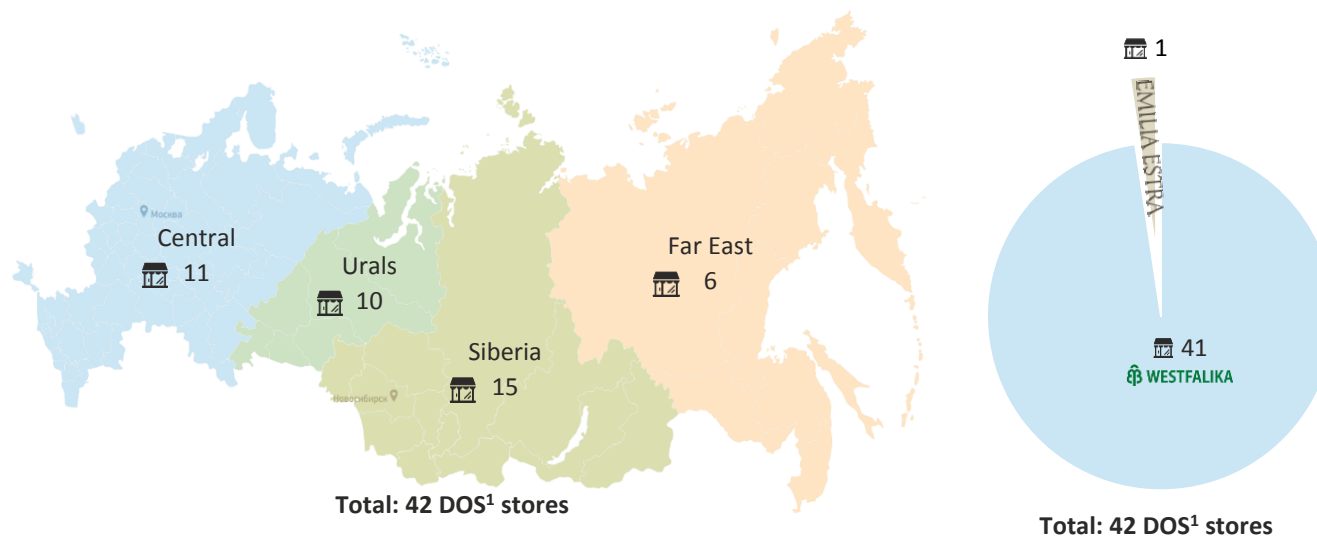 Москва
Central
11
Urals
10
Far East
6
Siberia
15
Новосибирск
Total: 42 DOS¹ stores
1
EMILIA ESTRA
41
WESTFALIKA
Total: 42 DOS¹ stores